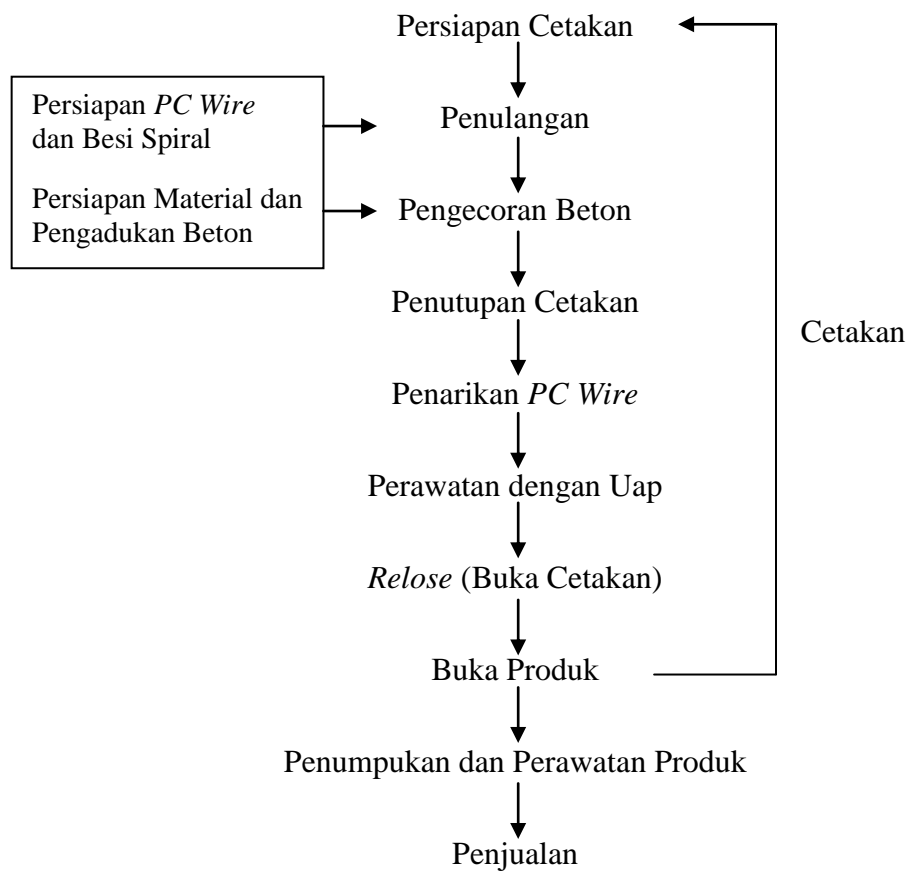 Persiapan Cetakan
Persiapan PC Wire
dan Besi Spiral
Penulangan
Persiapan Material dan
Pengadukan Beton
Pengecoran Beton
Penutupan Cetakan
Cetakan
Penarikan PC Wire
Perawatan dengan Uap
Relose (Buka Cetakan)
Buka Produk
Penumpukan dan Perawatan Produk
Penjualan